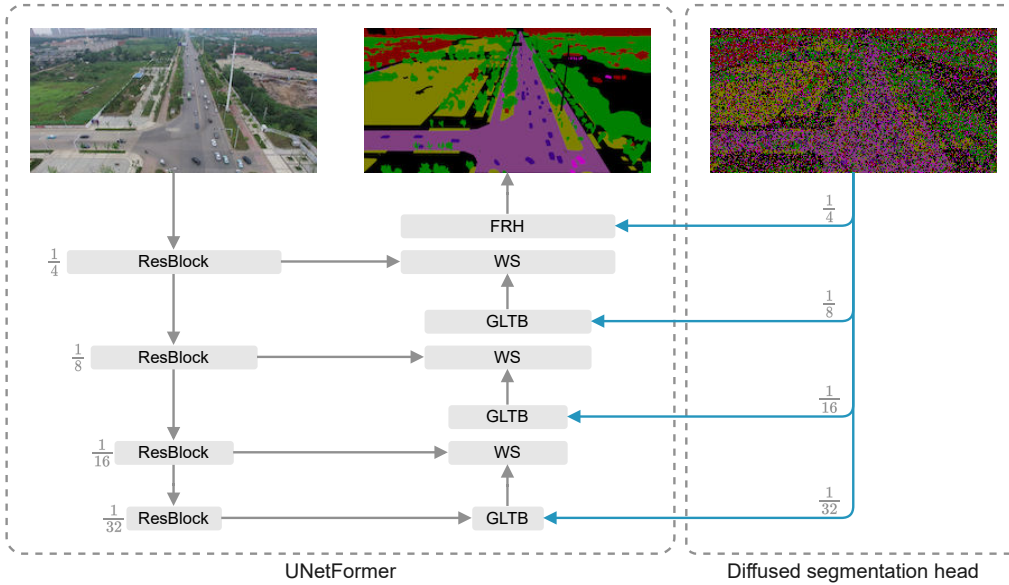 FRH
1/4
1/4
ResBlock
WS
GLTB
1/8
1/8
ResBlock
WS
GLTB
1/16
1/16
ResBlock
WS
1/32
ResBlock
GLTB
1/32
UNetFormer
Diffused segmentation head